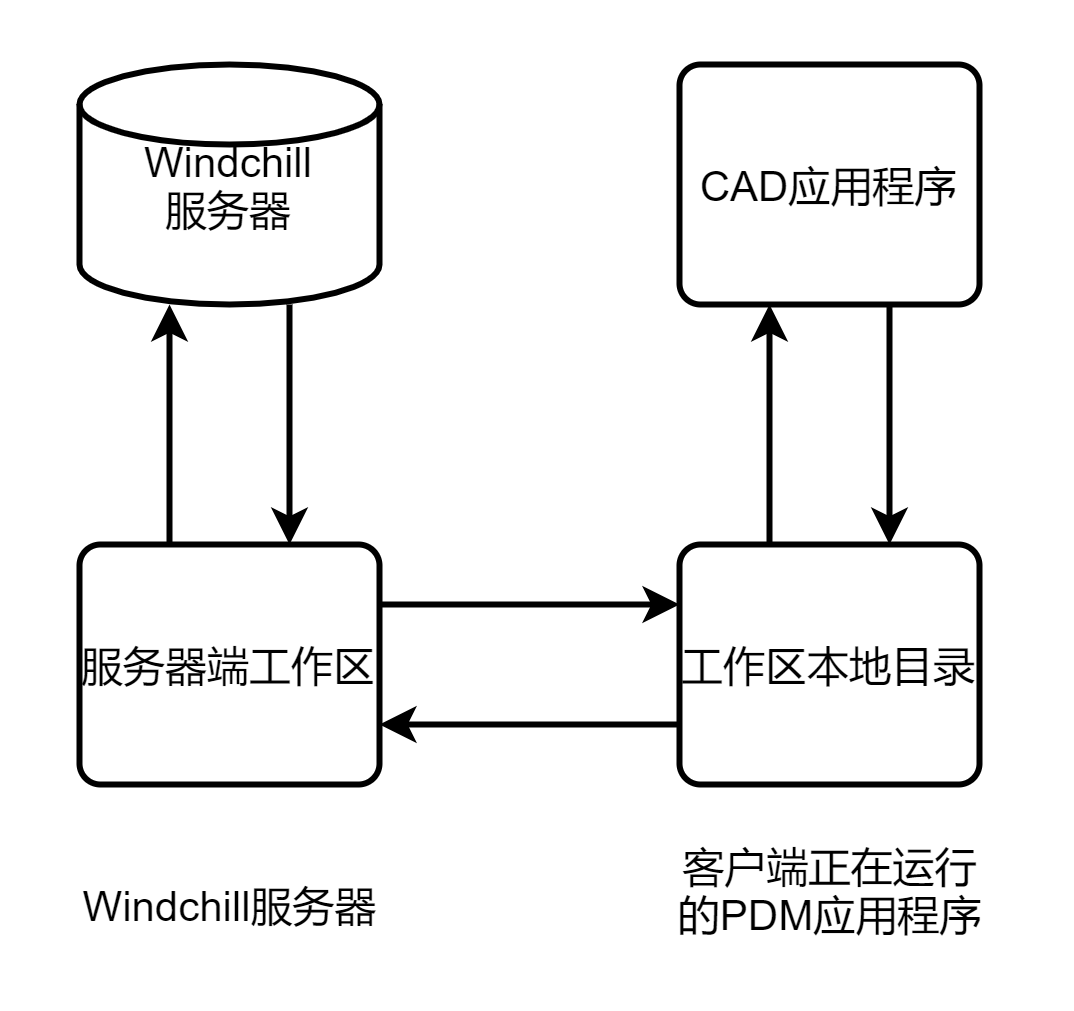 Windchill
服务器
CAD应用程序
服务器端工作区
工作区本地目录
Windchill服务器
客户端正在运行
的PDM应用程序